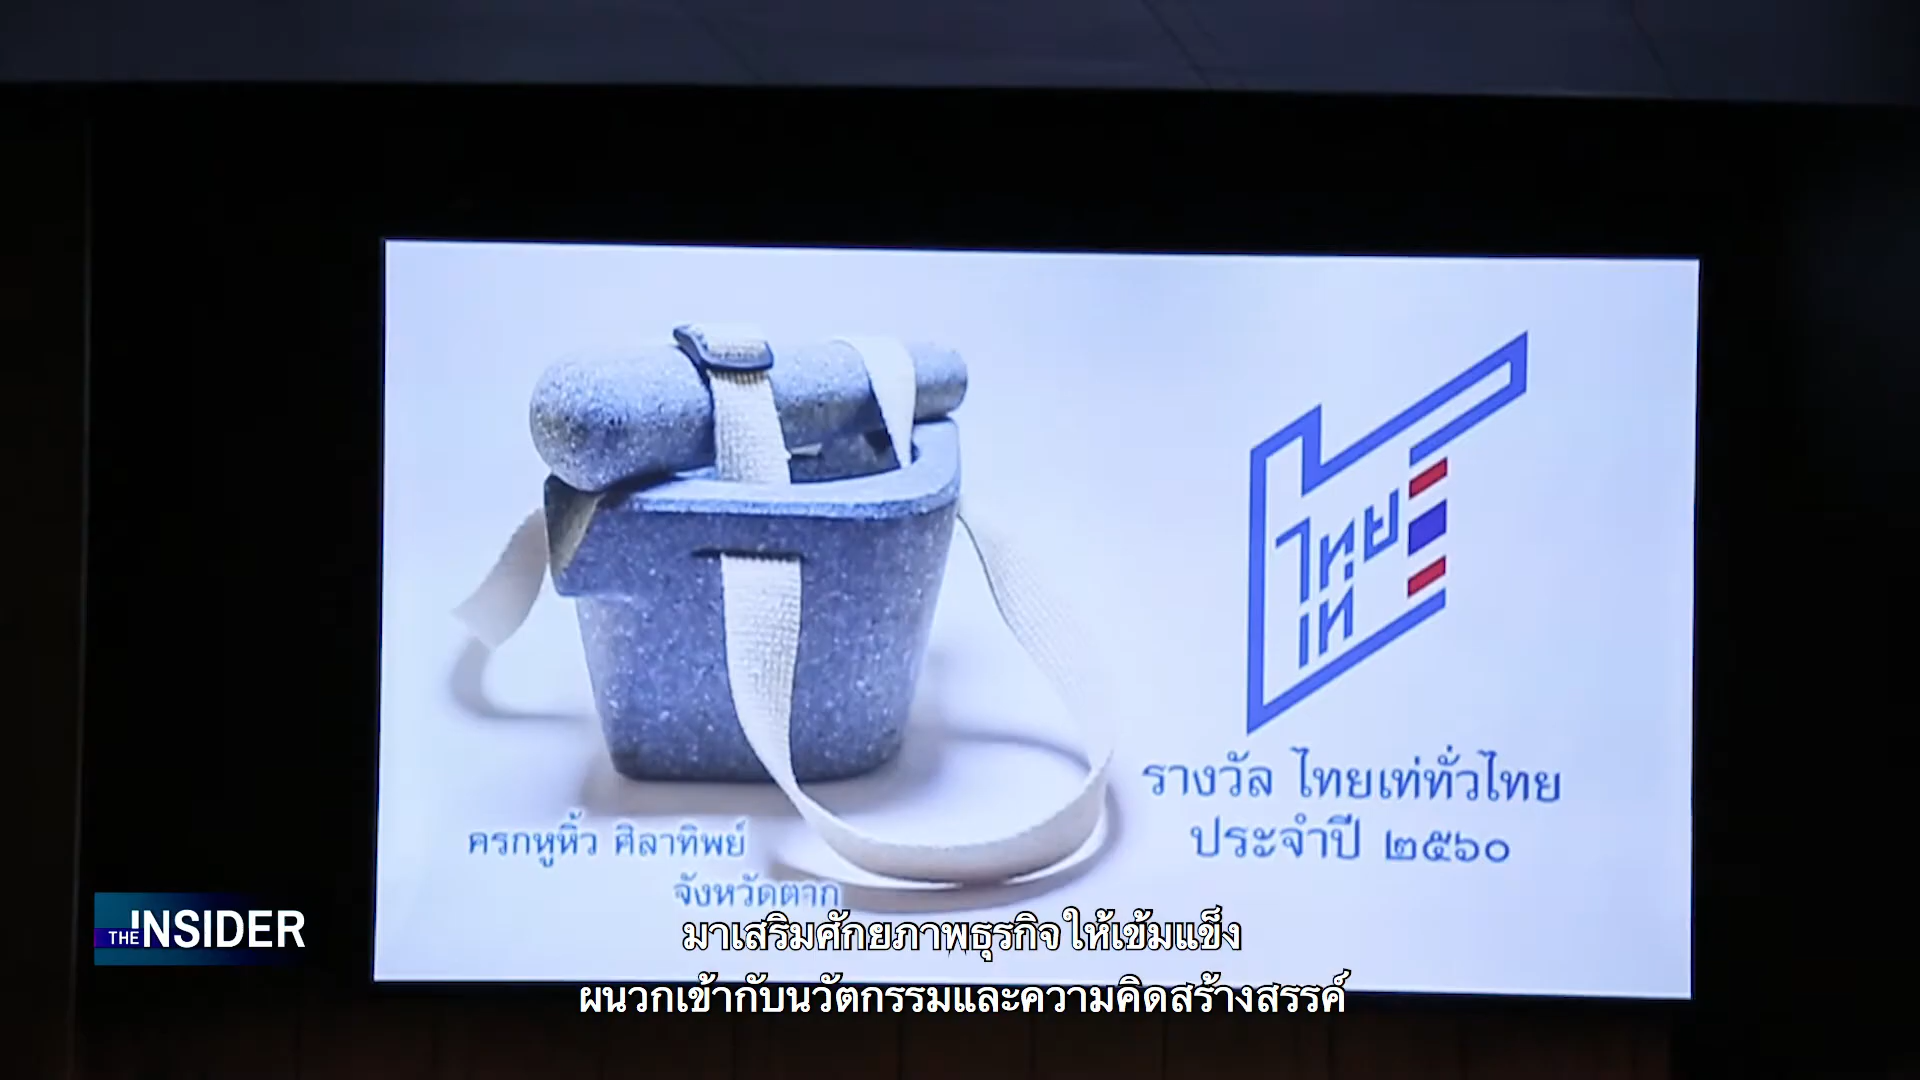 ไทย
เท่
รางวัล ไทยเท่ทั่วไทย
ประจำปี ๒๕๖๐
ครกหูหิ้ว ศิลาทิพย์
จังหวัดตาก
THE INSIDER
มาเสริมศักยภาพธุรกิจให้เข้มแข็ง
ผนวกเข้ากับนวัตกรรมและความคิดสร้างสรรค์